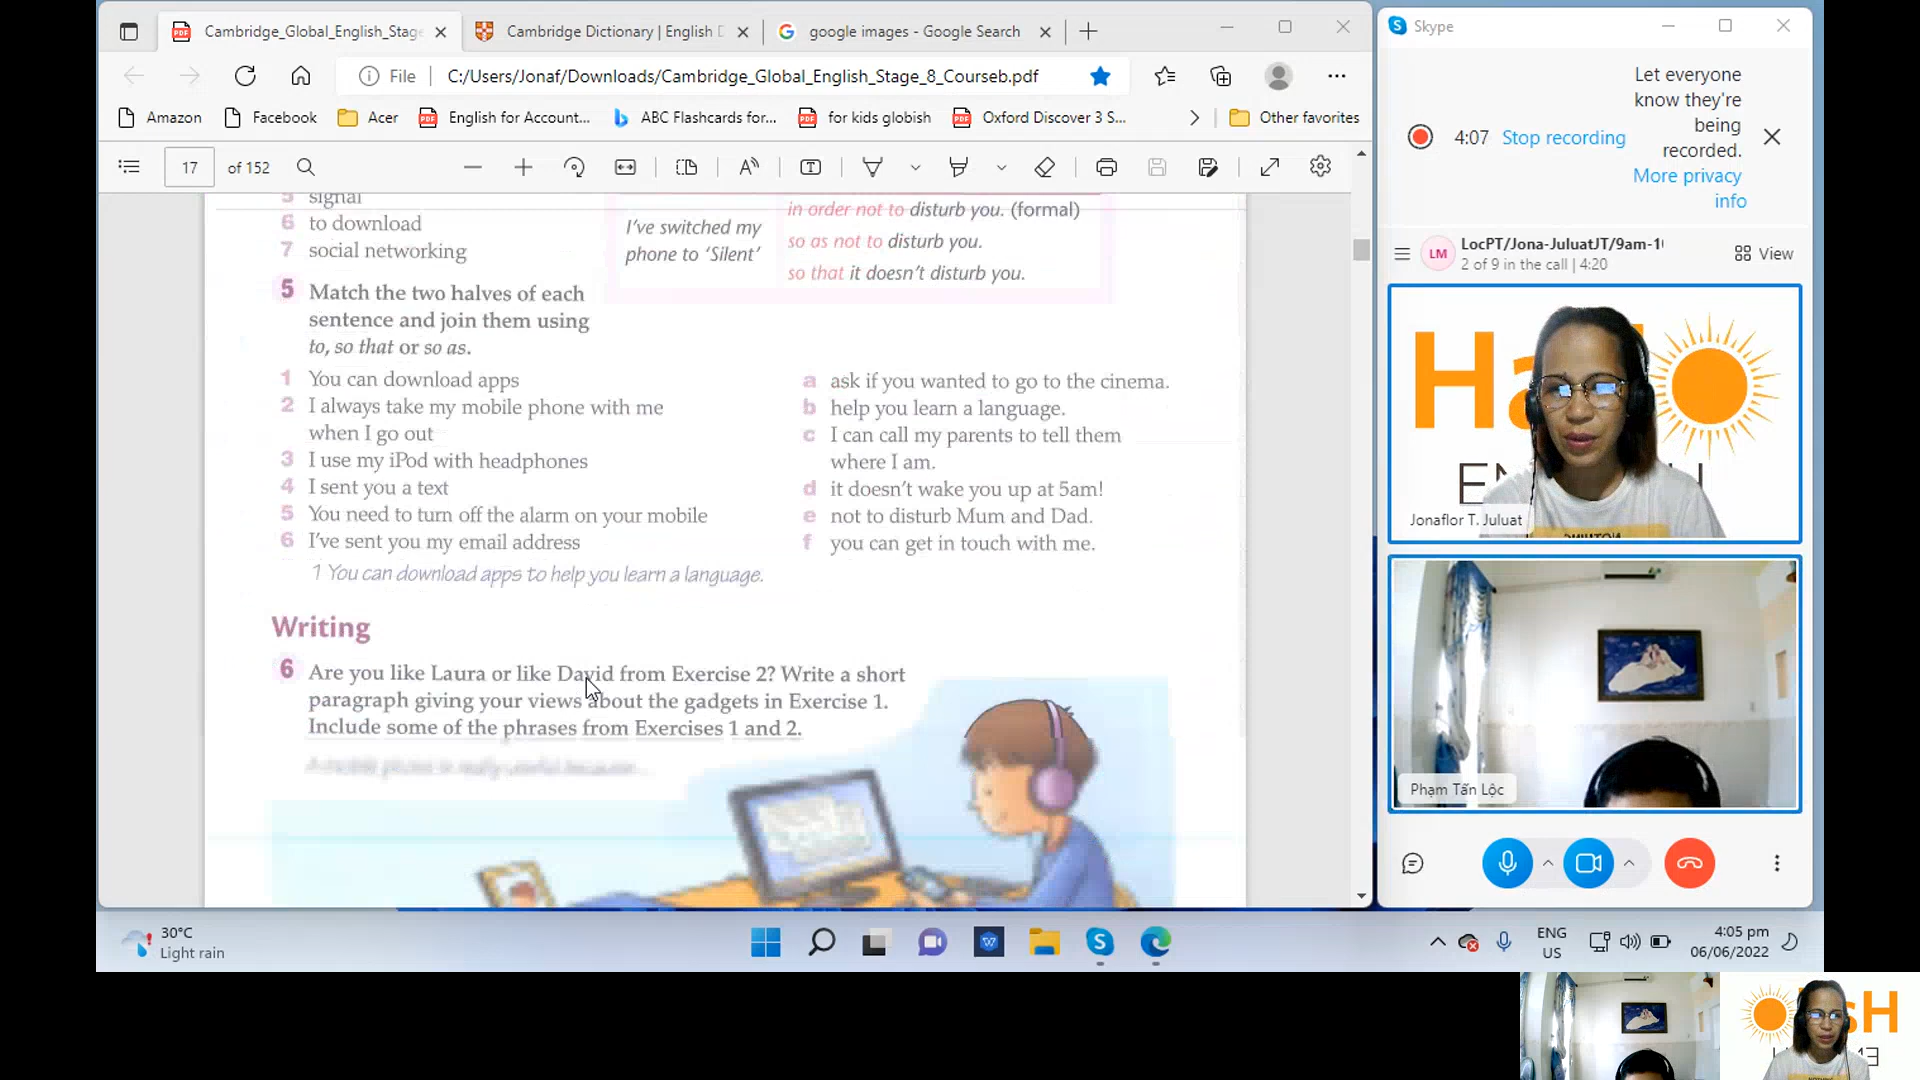 Cambridge_Global_English_Stage
Cambridge Dictionary | English D
google images - Google Search
File
C:/Users/Jonaf/Downloads/Cambridge_Global_English_Stage_8_Courseb.pdf
Amazon
Facebook
Acer
English for Account...
ABC Flashcards for...
for kids globish
Oxford Discover 3 S...
Other favorites
17 of 152
5 signal
6 to download
7 social networking
I've switched my
phone to 'Silent'
in order not to disturb you. (formal)
so as not to disturb you.
so that it doesn't disturb you.
5 Match the two halves of each
sentence and join them using
to, so that or so as.
1 You can download apps
2 I always take my mobile phone with me
when I go out
3 I use my iPod with headphones
4 I sent you a text
5 You need to turn off the alarm on your mobile
6 I've sent you my email address
a ask if you wanted to go to the cinema.
b help you learn a language.
c I can call my parents to tell them
where I am.
d it doesn't wake you up at 5am!
e not to disturb Mum and Dad.
f you can get in touch with me.
1 You can download apps to help you learn a language.
Writing
6 Are you like Laura or like David from Exercise 2? Write a short
paragraph giving your views about the gadgets in Exercise 1.
Include some of the phrases from Exercises 1 and 2.
A mobile phone is really useful because...
Skype
4:07 Stop recording
Let everyone
know they're
being
recorded.
More privacy
info
LM
LocPT/Jona-JuluatJT/9am-1
2 of 9 in the call | 4:20
View
Jonaflor T. Juluat
Phạm Tấn Lộc
30°C
Light rain
ENG
US
4:05 pm
06/06/2022